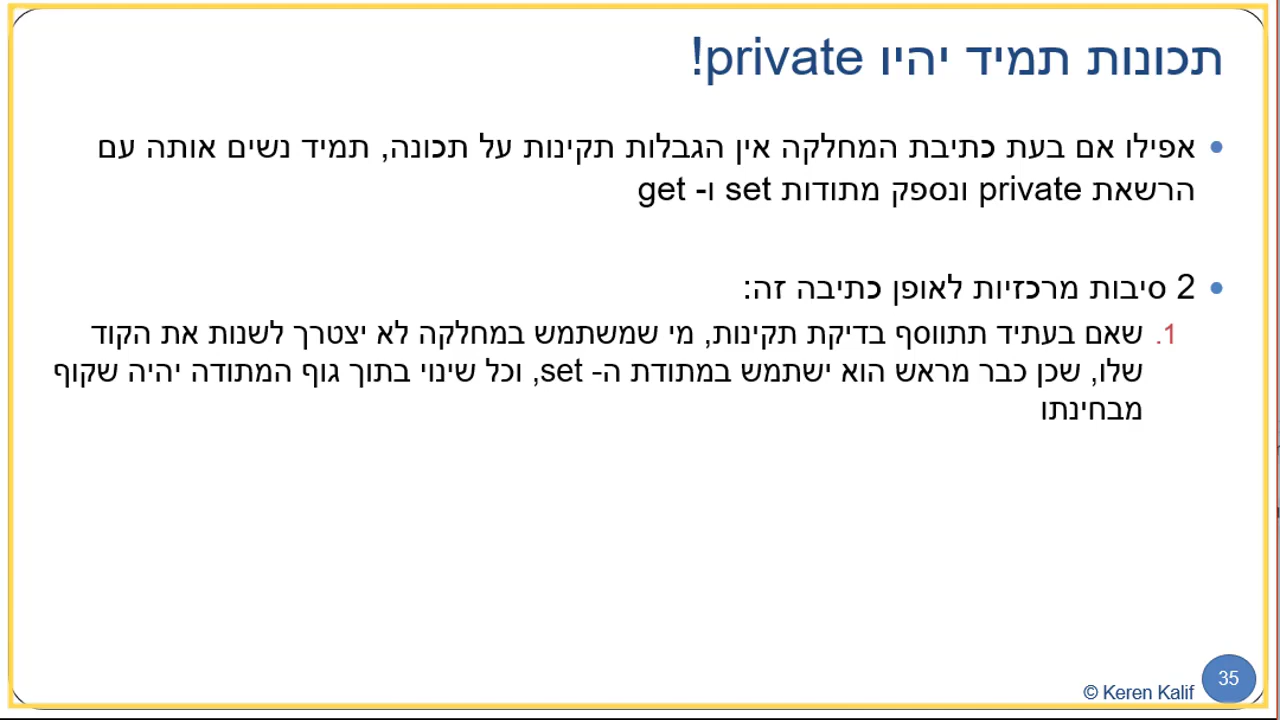 תכונות תמיד יהיו private!
• אפילו אם בעת כתיבת המחלקה אין הגבלות תקינות על תכונה, תמיד נשים אותה עם
הרשאת private ונספק מתודות set ו- get
• 2 סיבות מרכזיות לאופן כתיבה זה:
1. שאם בעתיד תתווסף בדיקת תקינות, מי שמשתמש במחלקה לא יצטרך לשנות את הקוד
שלו, שכן כבר מראש הוא ישתמש במתודת ה- set, וכל שינוי בתוך גוף המתודה יהיה שקוף
מבחינתו
35
© Keren Kalif